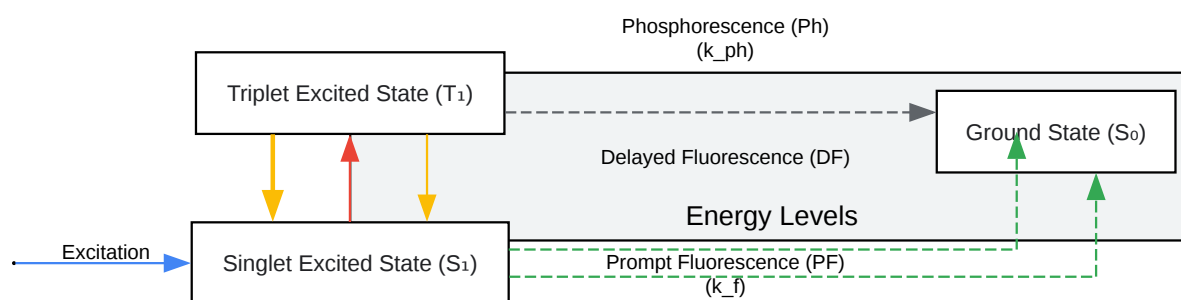 Phosphorescence (Ph)
(k_ph)
Triplet Excited State (T₁)
Ground State (S₀)
Delayed Fluorescence (DF)
Energy Levels
Excitation
Singlet Excited State (S₁)
Prompt Fluorescence (PF)
(k_f)